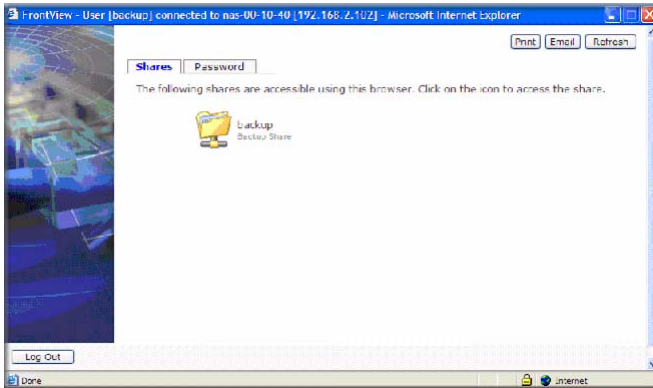 FrontView - User [backup] connected to nas-00-10-40 [192.168.2.102] - Microsoft Internet Explorer
Print Email Refresh
Shares Password
The following shares are accessible using this browser. Click on the icon to access the share.
backup
Backup Share
Log Out
Done Internet